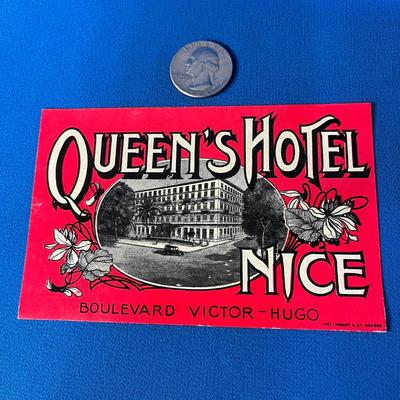 QUEEN'S HOTEL
NICE
BOULEVARD VICTOR-HUGO